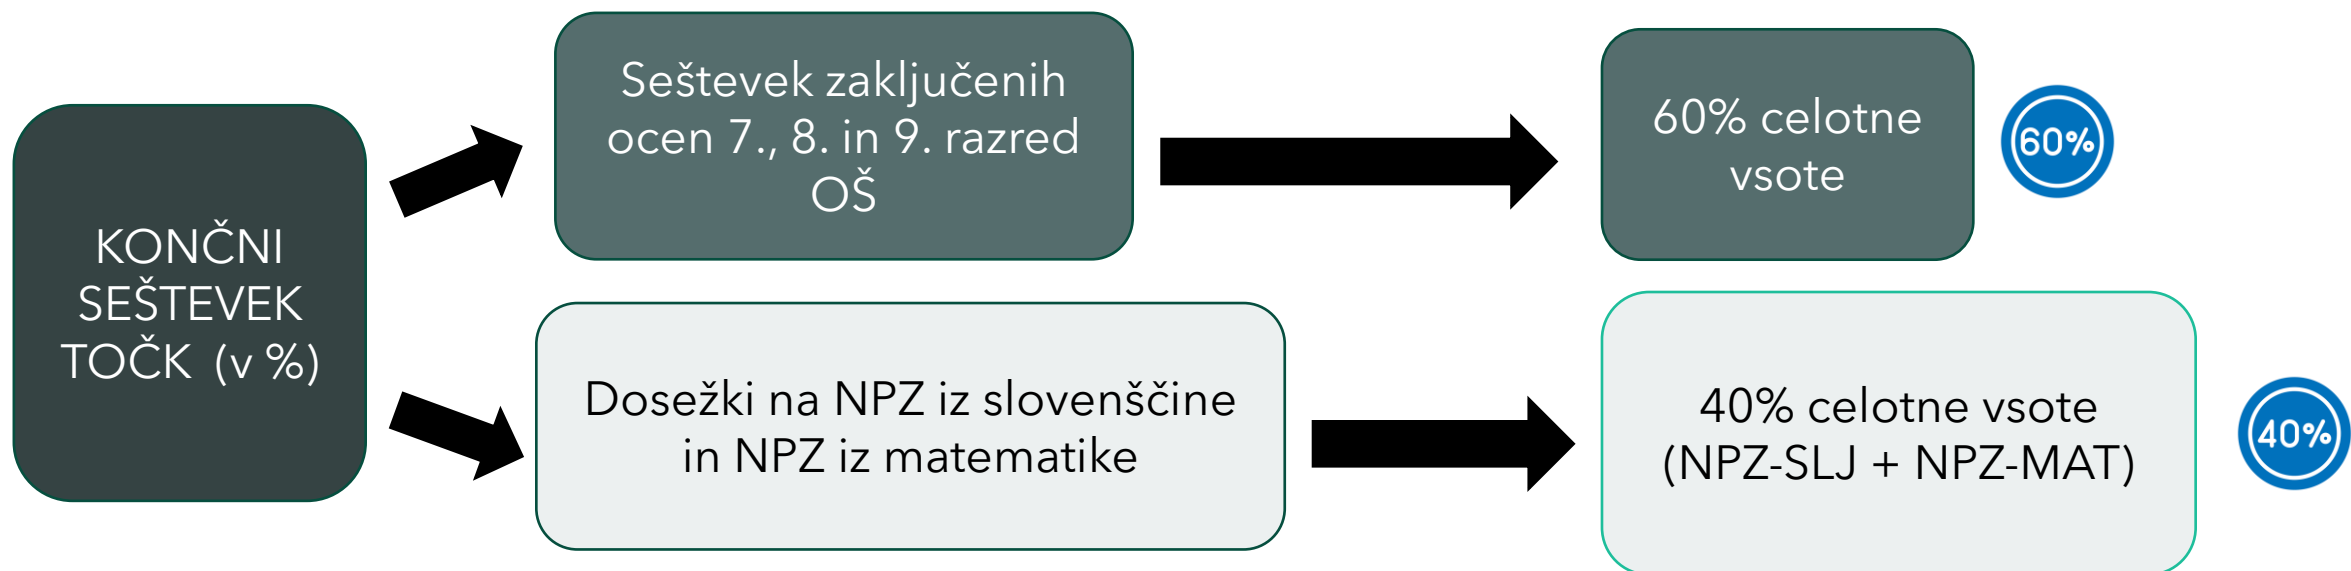 KONČNI
SEŠTEVEK
TOČK (v %)
Seštevek zaključenih
ocen 7., 8. in 9. razred
OŠ
60% celotne
vsote
60%
Dosežki na NPZ iz slovenščine
in NPZ iz matematike
40% celotne vsote
(NPZ-SLJ + NPZ-MAT)
40%